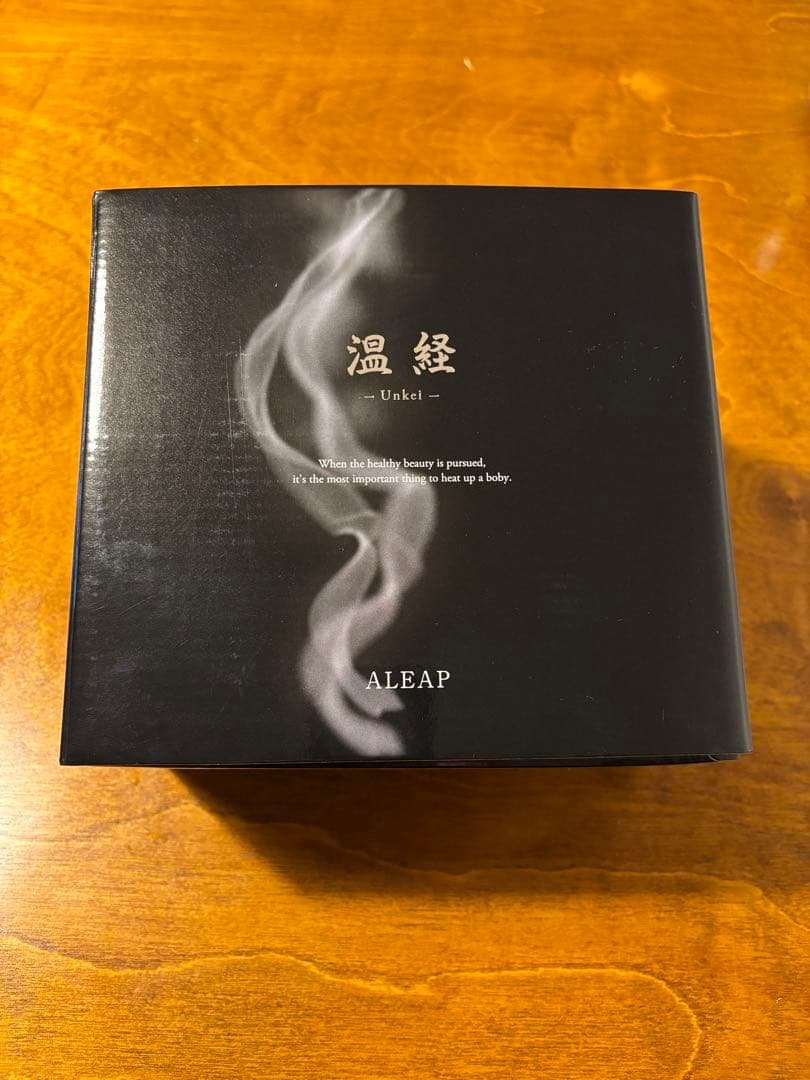 温経
→ Unkei →
When the healthy beauty is pursued,
it's the most important thing to heat up a boby.
ALEAP